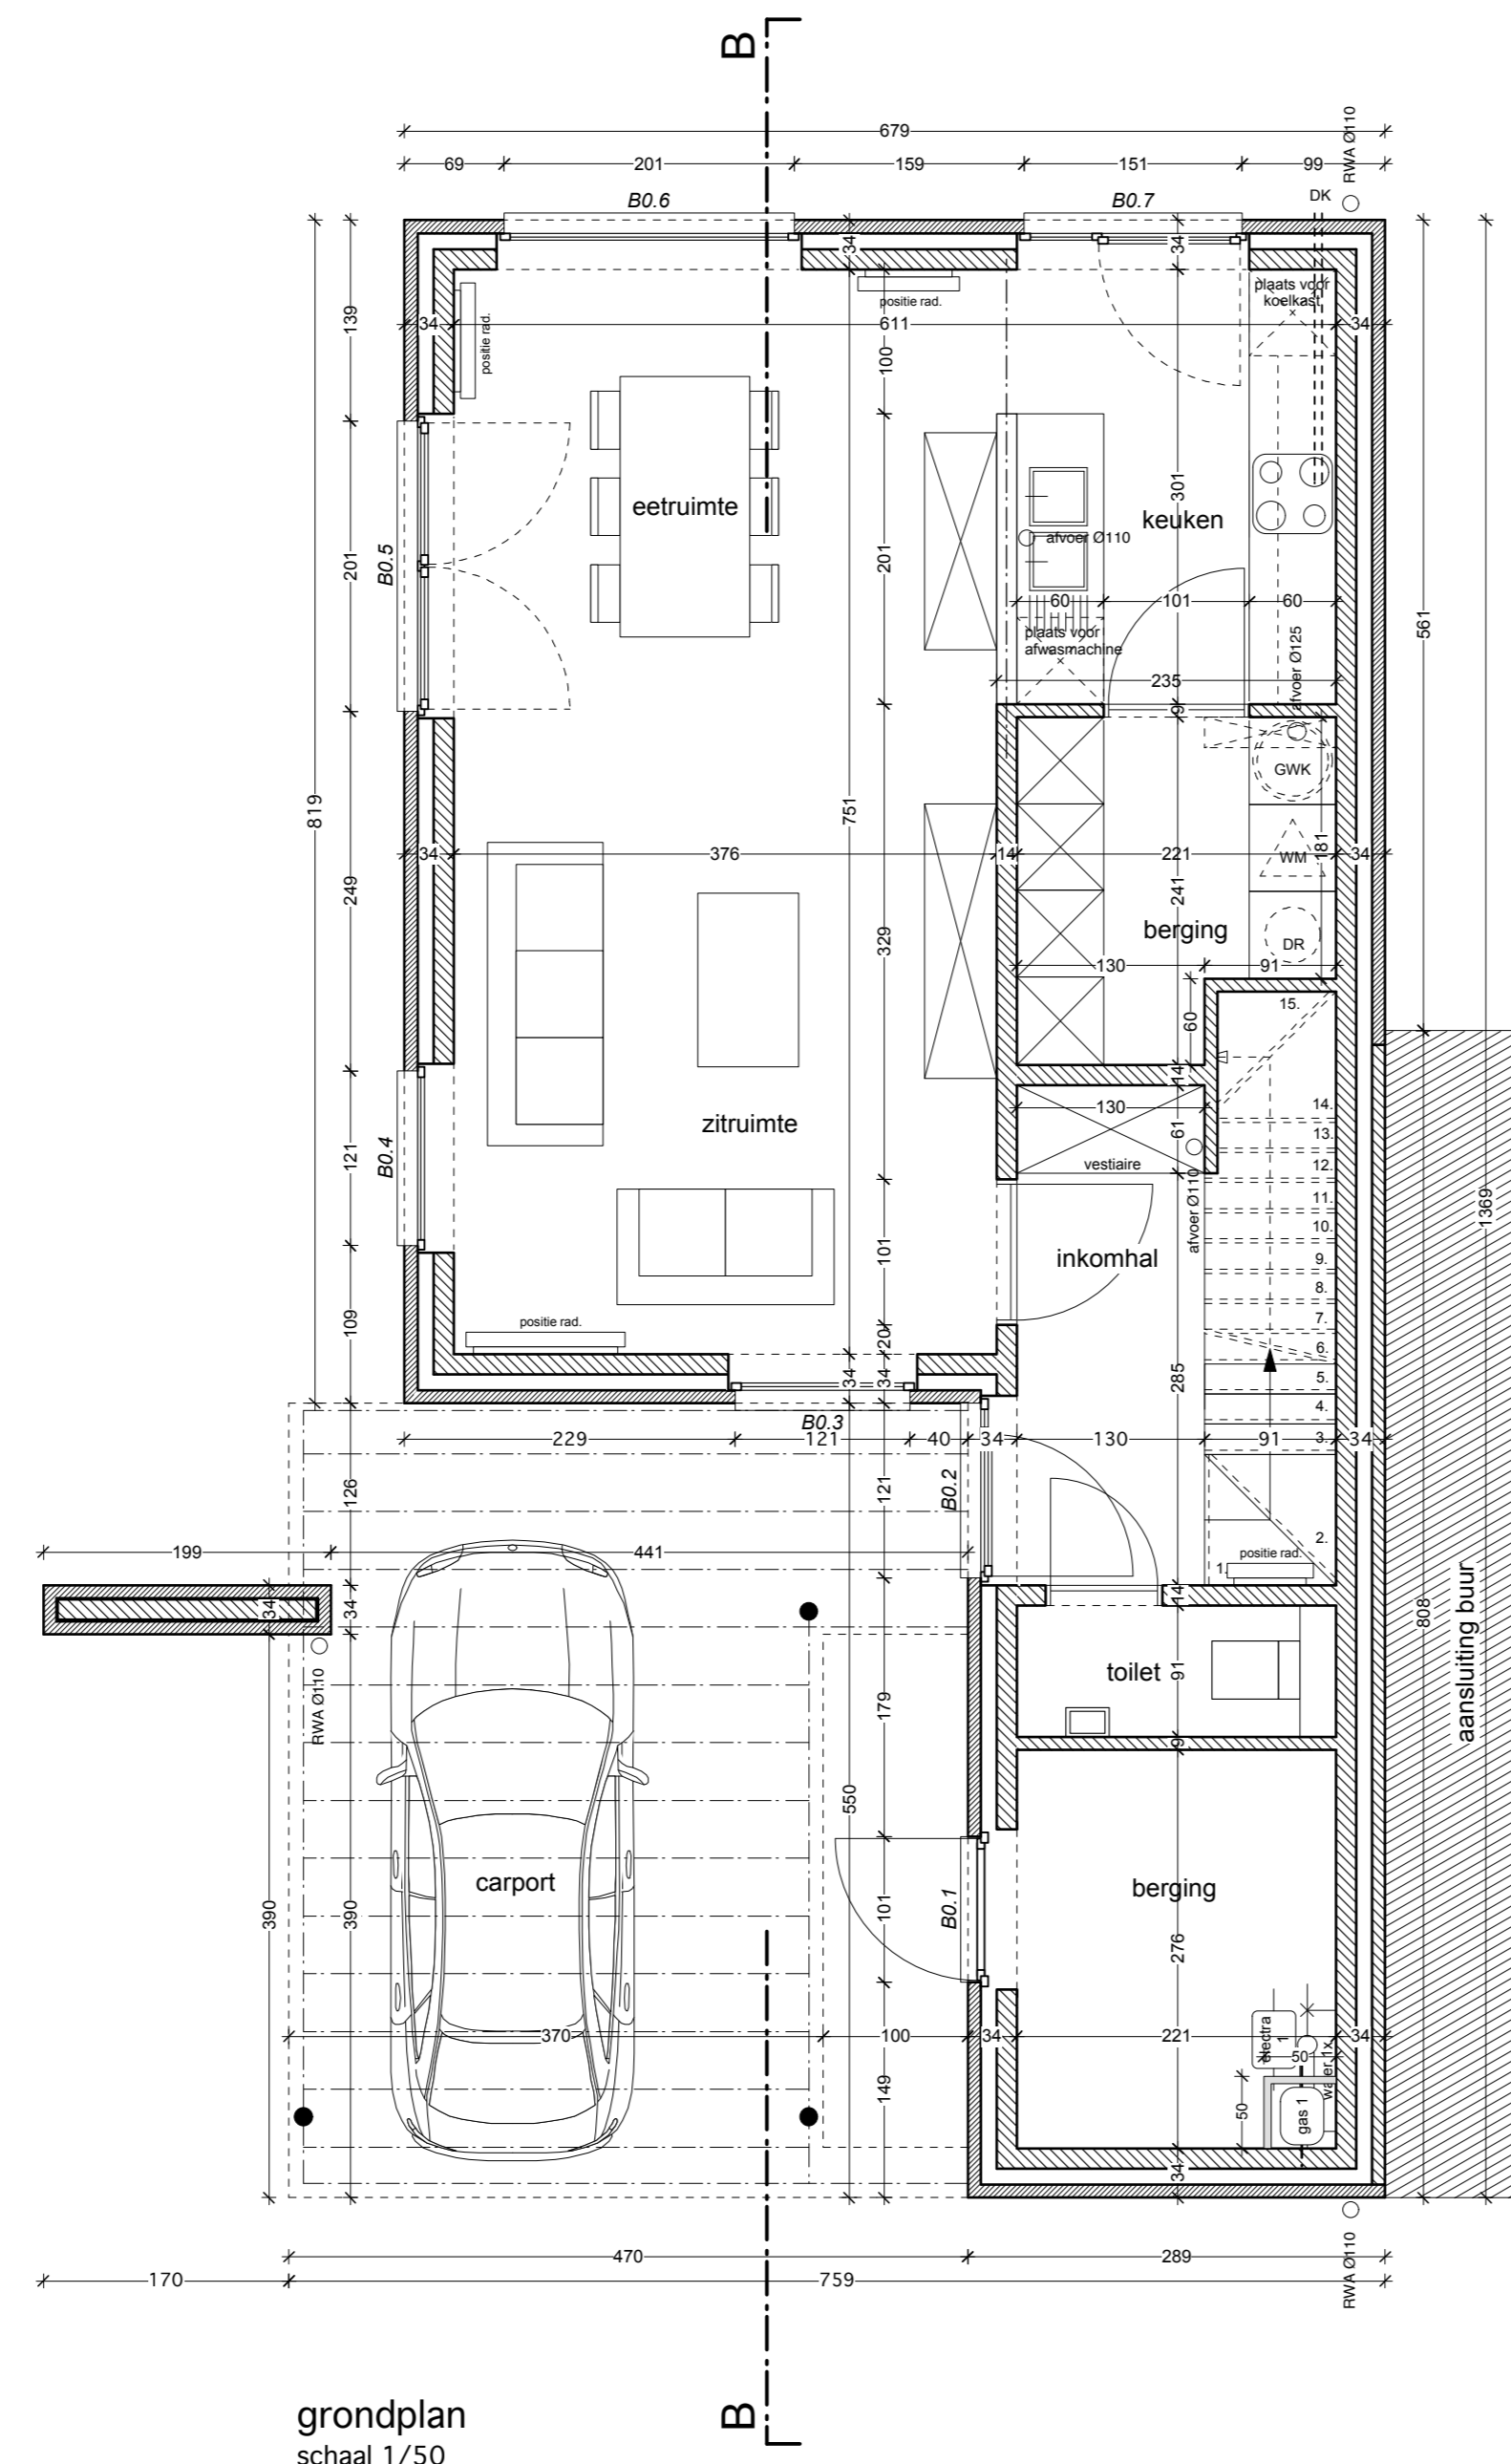 B
679
69 201 159 151 99
RWA Ø110
B0.6 B0.7 DK
34 34
positie rad.
plaats voor
koelkast
139
34 611 34
positie rad.
100
eetruimte
301
keuken
afvoer Ø110
B0.5
201
201
60 101 60
plaats voor
afwasmachine
afvoer Ø125
561
235
9
GWK
819
751
249
34 376 14 221 34
WM
181
241
329
berging
DR
130 91
15.
60
14
130
61
zitruimte
vestiaire
14.
13.
12.
11.
10.
9.
8.
7.
6.
5.
4.
3.
2.
1.
B0.4
121
afvoer Ø110
1369
inkomhal
101
109
positie rad.
20
34 34
285
B0.3
229 121 40 34 130 91 34
126
121
B0.2
199 441
positie rad.
34
34
14
808
aansluiting buur
RWA Ø110
toilet
91
179
9
550
carport
berging
390
390
101
B0.1
276
electra
1
370 100 34 221 34
50
water 1x
149
50
gas 1
34
470 289
RWA Ø110
170 759
B
grondplan
schaal 1/50